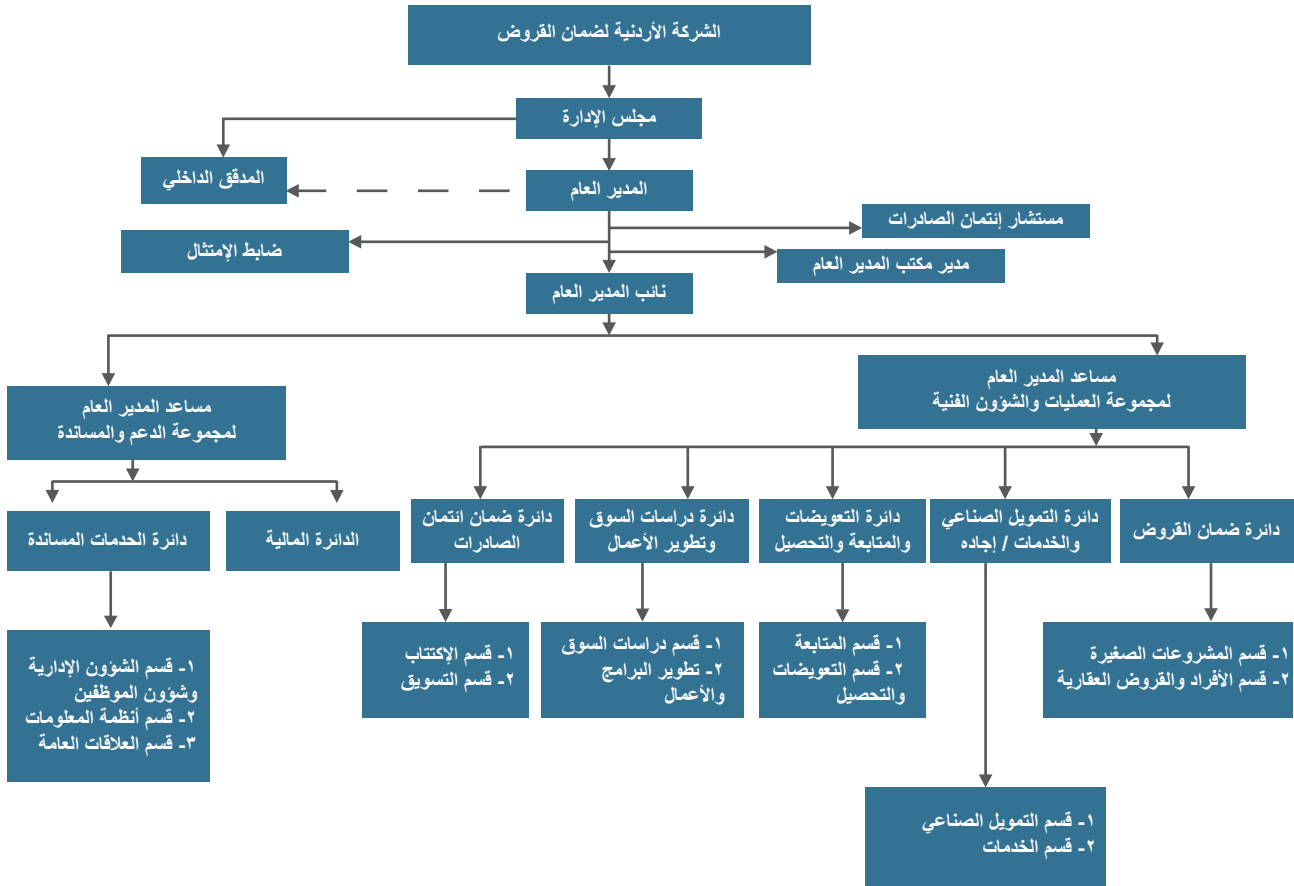 الشركة الأردنية لضمان القروض
مجلس الإدارة
المدقق الداخلي
المدير العام
مستشار إنتمان الصادرات
ضابط الإمتثال
مدير مكتب المدير العام
نائب المدير العام
مساعد المدير العام
لمجموعة العمليات والشؤون الفنية
مساعد المدير العام
لمجموعة الدعم والمساندة
دائرة ضمان القروض
دائرة التمويل الصناعي
والخدمات / إجاده
دائرة التعويضات
والمتابعة والتحصيل
دائرة دراسات السوق
وتطوير الأعمال
دائرة ضمان ائتمان
الصادرات
الدائرة المالية
دائرة الحدمات المساندة
١- قسم المشروعات الصغيرة
٢- قسم الأفراد والقروض العقارية
١- قسم المتابعة
٢- قسم التعويضات
والتحصيل
١- قسم دراسات السوق
٢- تطوير البرامج
والأعمال
١- قسم الإكتتاب
٢- قسم التسويق
١- قسم الشؤون الإدارية
وشؤون الموظفين
٢- قسم أنظمة المعلومات
٣- قسم العلاقات العامة
١- قسم التمويل الصناعي
٢- قسم الخدمات